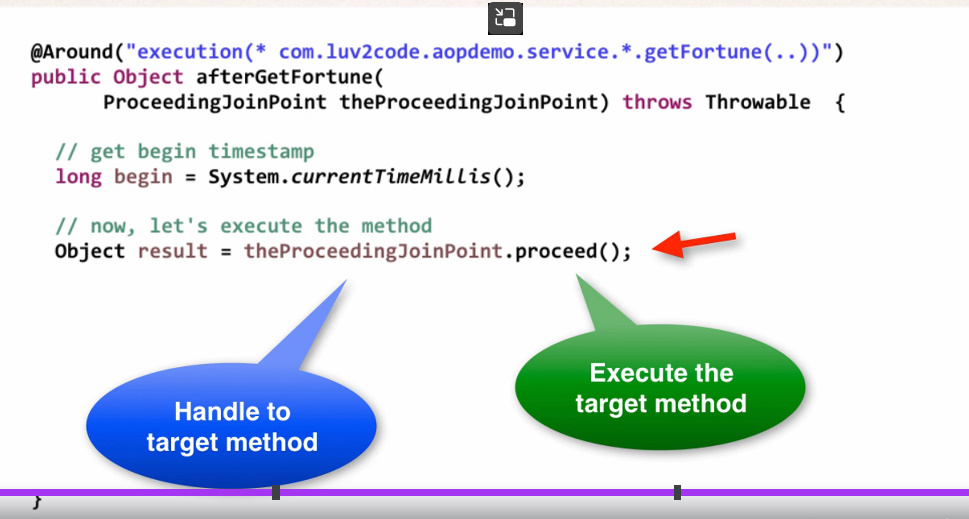 @Around("execution(* com.luv2code.aopdemo.service.*.getFortune(..))")
public Object afterGetFortune(
ProceedingJoinPoint theProceedingJoinPoint) throws Throwable {
// get begin timestamp
long begin = System.currentTimeMillis();
// now, let's execute the method
Object result = theProceedingJoinPoint.proceed();
Handle to
target method
Execute the
target method
}